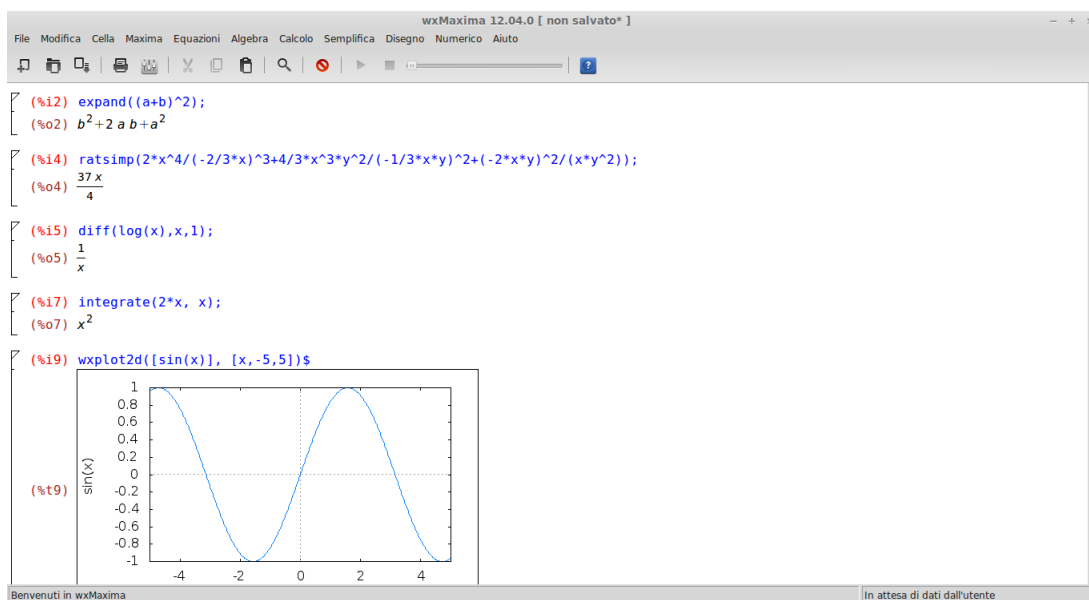 wxMaxima 12.04.0 [ non salvato* ]
File Modifica Cella Maxima Equazioni Algebra Calcolo Semplifica Disegno Numerico Aiuto
(%i2) expand((a+b)^2);
(%o2) b²+2 a b+a²
(%i4) ratsimp(2*x^4/(-2/3*x)^3+4/3*x^3*y^2/(-1/3*x*y)^2+(-2*x*y)^2/(x*y^2));
37 x
(%o4)
4
(%i5) diff(log(x),x,1);
1
(%o5)
x
(%i7) integrate(2*x, x);
(%o7) x²
(%i9) wxplot2d([sin(x)], [x,-5,5])$
1
0.8
0.6
0.4
0.2
0
-0.2
-0.4
-0.6
-0.8
-1
sin(x)
(%t9)
-4 -2 0 2 4
Benvenuti in wxMaxima
In attesa di dati dall'utente